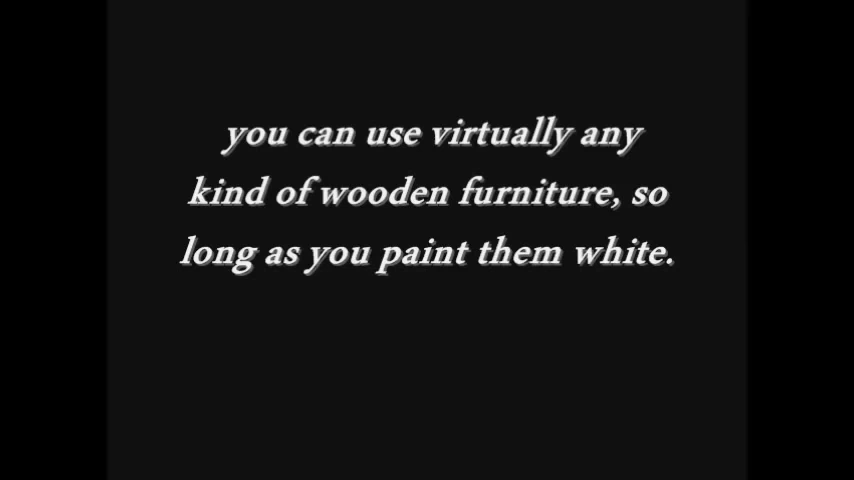 you can use virtually any
kind of wooden furniture, so
long as you paint them white.